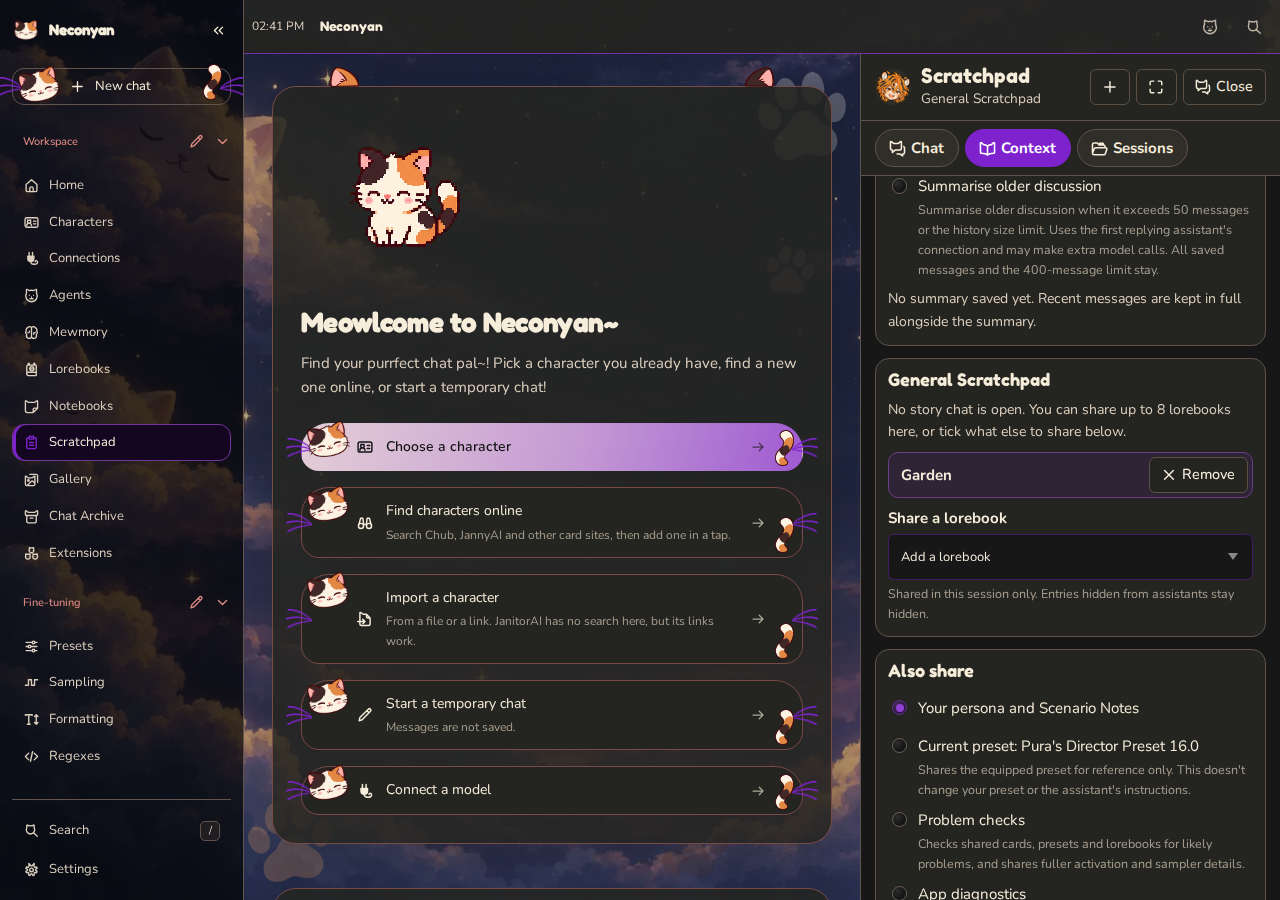 Neconyan
New chat
Workspace
Home
Characters
Connections
Agents
Mewmory
Lorebooks
Notebooks
Scratchpad
Gallery
Chat Archive
Extensions
Fine-tuning
Presets
Sampling
Formatting
Regexes
Search /
Settings
02:41 PM Neconyan
Meowlcome to Neconyan~
Find your purrfect chat pal~! Pick a character you already have, find a new
one online, or start a temporary chat!
Choose a character
Find characters online
Search Chub, JannyAI and other card sites, then add one in a tap.
Import a character
From a file or a link. JanitorAI has no search here, but its links
work.
Start a temporary chat
Messages are not saved.
Connect a model
Scratchpad
General Scratchpad
Close
Chat
Context
Sessions
Summarise older discussion
Summarise older discussion when it exceeds 50 messages
or the history size limit. Uses the first replying assistant's
connection and may make extra model calls. All saved
messages and the 400-message limit stay.
No summary saved yet. Recent messages are kept in full
alongside the summary.
General Scratchpad
No story chat is open. You can share up to 8 lorebooks
here, or tick what else to share below.
Garden
Remove
Share a lorebook
Add a lorebook
Shared in this session only. Entries hidden from assistants stay
hidden.
Also share
Your persona and Scenario Notes
Current preset: Pura's Director Preset 16.0
Shares the equipped preset for reference only. This doesn't
change your preset or the assistant's instructions.
Problem checks
Checks shared cards, presets and lorebooks for likely
problems, and shares fuller activation and sampler details.
App diagnostics